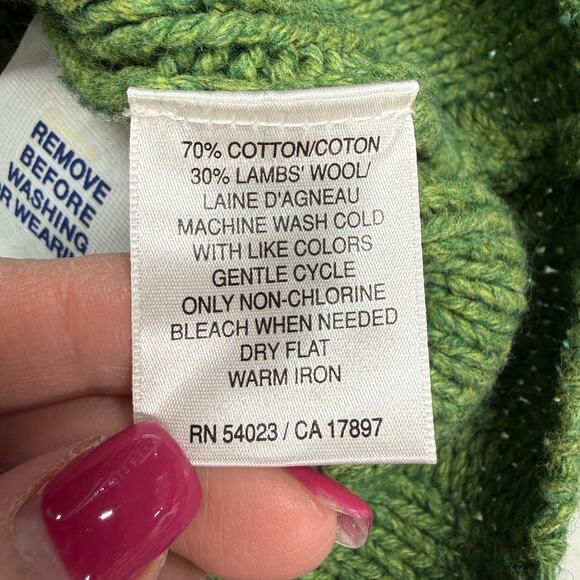 REMOVE
BEFORE
WASHING
OR WEARIN
70% COTTON/COTON
30% LAMBS' WOOL/
LAINE D'AGNEAU
MACHINE WASH COLD
WITH LIKE COLORS
GENTLE CYCLE
ONLY NON-CHLORINE
BLEACH WHEN NEEDED
DRY FLAT
WARM IRON
RN 54023 / CA 17897